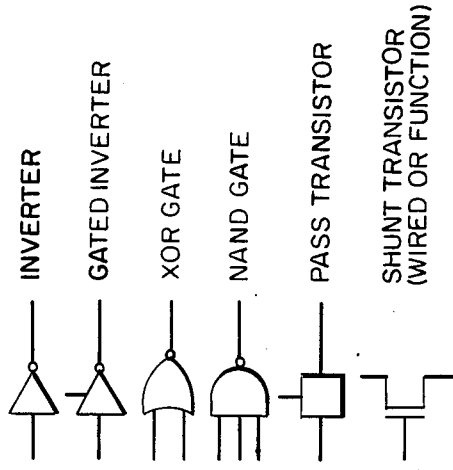 INVERTER
GATED INVERTER
XOR GATE
NAND GATE
PASS TRANSISTOR
SHUNT TRANSISTOR
(WIRED OR FUNCTION)